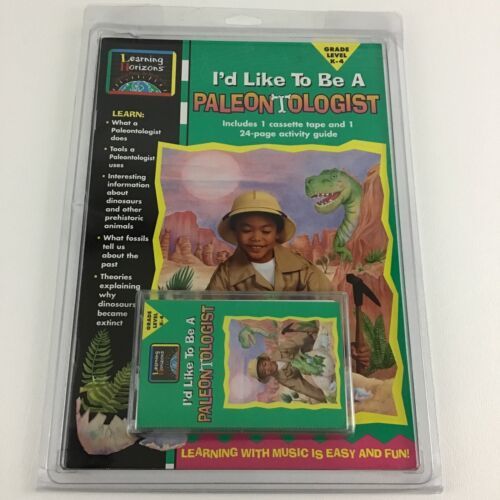 Learning
Horizons
GRADE
LEVEL
K-4
I'd Like To Be A
PALEONTOLOGIST
Includes 1 cassette tape and 1
24-page activity guide
LEARN:
• What a
Paleontologist
does
• Tools a
Paleontologist
uses
• Interesting
information
about
dinosaurs
and other
prehistoric
animals
• What fossils
tell us
about the
past
• Theories
explaining
why
dinosaurs
became
extinct
GRADE
LEVEL
K-4
Learning
Horizons
I'd Like To Be A
PALEONTOLOGIST
LEARNING WITH MUSIC IS EASY AND FUN!